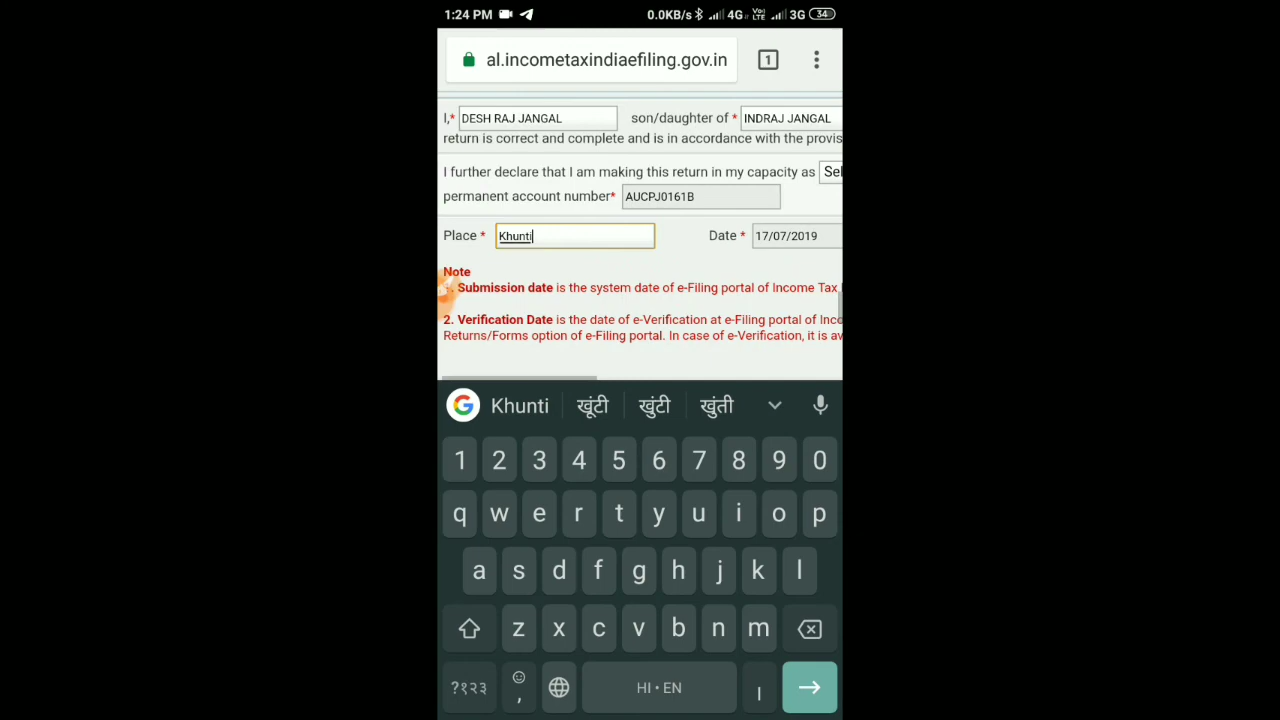 1:24 PM 0.0KB/s 4G Vo) LTE 3G 34
al.incometaxindiaefiling.gov.in 1
I,* DESH RAJ JANGAL son/daughter of * INDRAJ JANGAL
return is correct and complete and is in accordance with the provis
I further declare that I am making this return in my capacity as Sel
permanent account number* AUCPJ0161B
Place * Khunti Date * 17/07/2019
Note
. Submission date is the system date of e-Filing portal of Income Tax
2. Verification Date is the date of e-Verification at e-Filing portal of Inco
Returns/Forms option of e-Filing portal. In case of e-Verification, it is av
G Khunti खूंटी खुंटी खुंती
1 2 3 4 5 6 7 8 9 0
q w e r t y u i o p
a s d f g h j k l
z x c v b n m
?१२३ , HI • EN ।